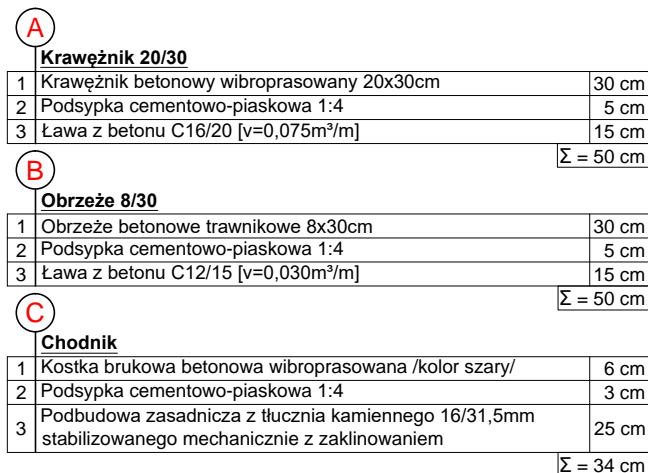 A
Krawężnik 20/30
1 Krawężnik betonowy wibroprasowany 20x30cm 30 cm
2 Podsypka cementowo-piaskowa 1:4 5 cm
3 Ława z betonu C16/20 [v=0,075m³/m] 15 cm
Σ = 50 cm
B
Obrzeże 8/30
1 Obrzeże betonowe trawnikowe 8x30cm 30 cm
2 Podsypka cementowo-piaskowa 1:4 5 cm
3 Ława z betonu C12/15 [v=0,030m³/m] 15 cm
Σ = 50 cm
C
Chodnik
1 Kostka brukowa betonowa wibroprasowana /kolor szary/ 6 cm
2 Podsypka cementowo-piaskowa 1:4 3 cm
3 Podbudowa zasadnicza z tłucznia kamiennego 16/31,5mm
stabilizowanego mechanicznie z zaklinowaniem 25 cm
Σ = 34 cm